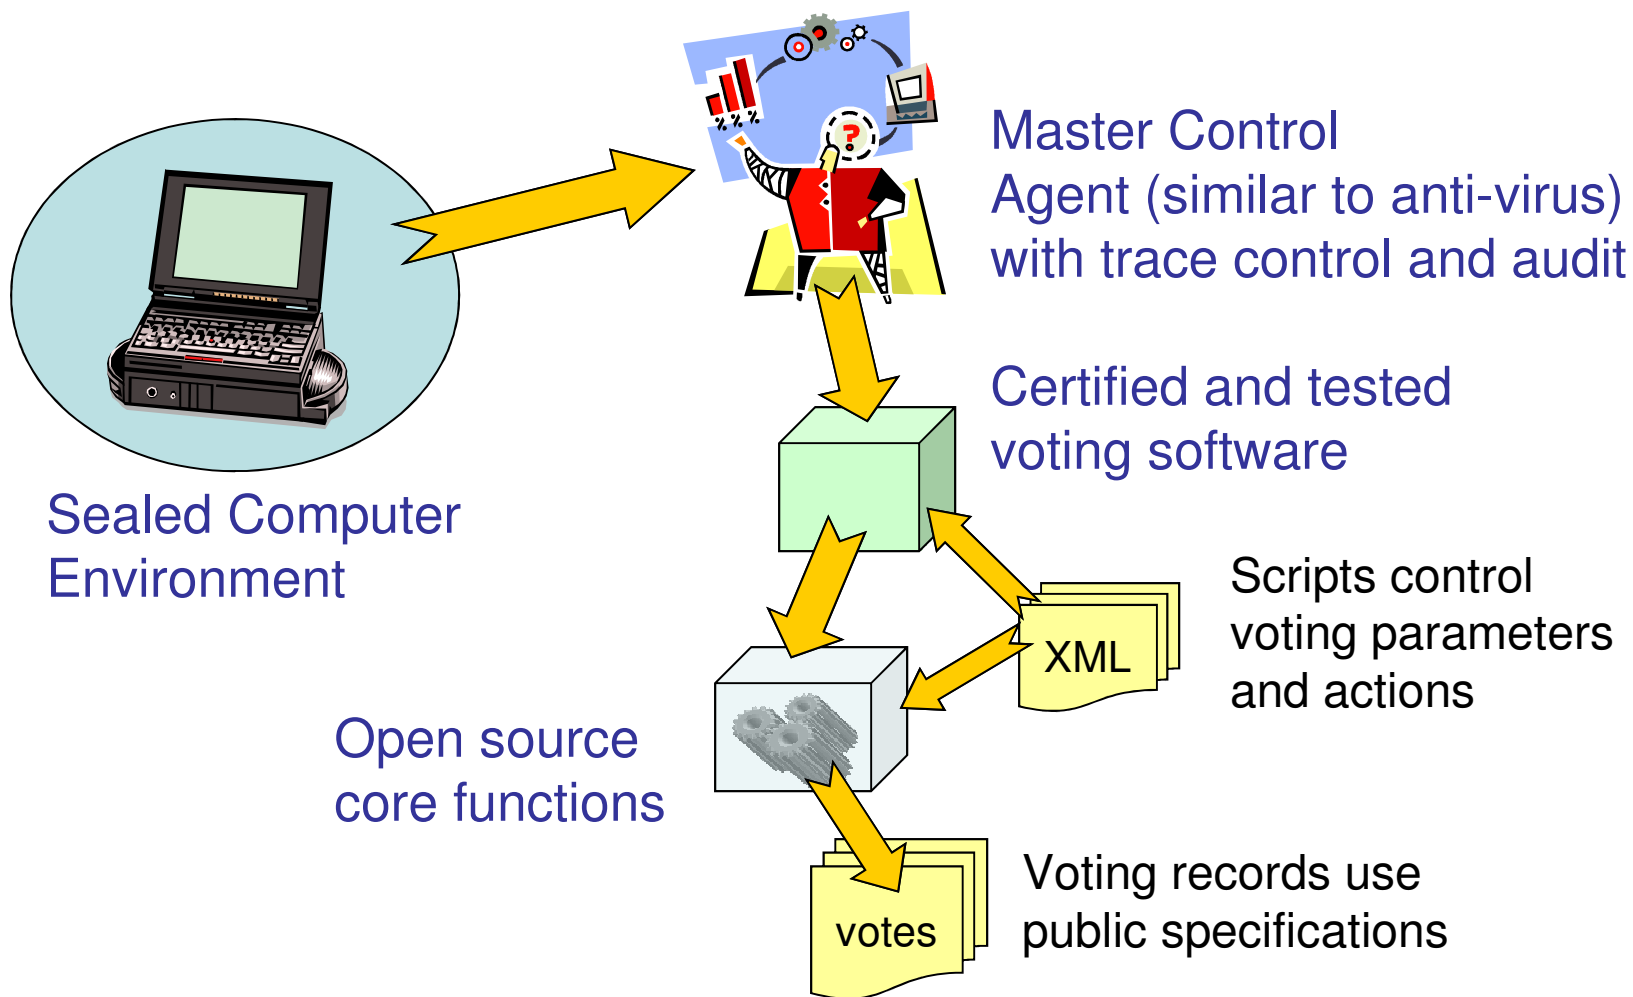 Master Control
Agent (similar to anti-virus)
with trace control and audit
Sealed Computer
Environment
Certified and tested
voting software
Scripts control
voting parameters
and actions
XML
Open source
core functions
Voting records use
public specifications
votes
%
%
%
?